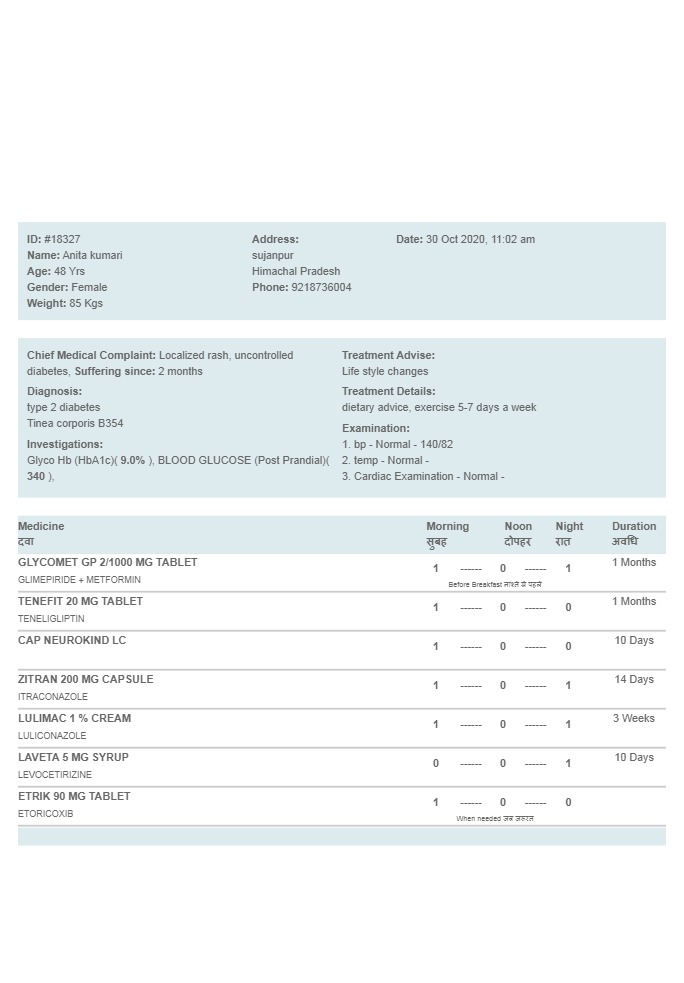 ID: #18327 Address: Date: 30 Oct 2020, 11:02 am
Name: Anita kumari sujanpur
Age: 48 Yrs Himachal Pradesh
Gender: Female Phone: 9218736004
Weight: 85 Kgs
Chief Medical Complaint: Localized rash, uncontrolled
diabetes, Suffering since: 2 months
Diagnosis:
type 2 diabetes
Tinea corporis B354
Investigations:
Glyco Hb (HbA1c)( 9.0% ), BLOOD GLUCOSE (Post Prandial)(
340 ),
Treatment Advise:
Life style changes
Treatment Details:
dietary advice, exercise 5-7 days a week
Examination:
1. bp - Normal - 140/82
2. temp - Normal -
3. Cardiac Examination - Normal -
Medicine Morning Noon Night Duration
दवा सुबह दोपहर रात अवधि
GLYCOMET GP 2/1000 MG TABLET 1 ------ 0 ------ 1 1 Months
GLIMEPIRIDE + METFORMIN
Before Breakfast नाश्ते से पहले
TENEFIT 20 MG TABLET 1 ------ 0 ------ 0 1 Months
TENELIGLIPTIN
CAP NEUROKIND LC 1 ------ 0 ------ 0 10 Days
ZITRAN 200 MG CAPSULE 1 ------ 0 ------ 1 14 Days
ITRACONAZOLE
LULIMAC 1 % CREAM 1 ------ 0 ------ 1 3 Weeks
LULICONAZOLE
LAVETA 5 MG SYRUP 0 ------ 0 ------ 1 10 Days
LEVOCETIRIZINE
ETRIK 90 MG TABLET 1 ------ 0 ------ 0
ETORICOXIB
When needed जब जरुरत